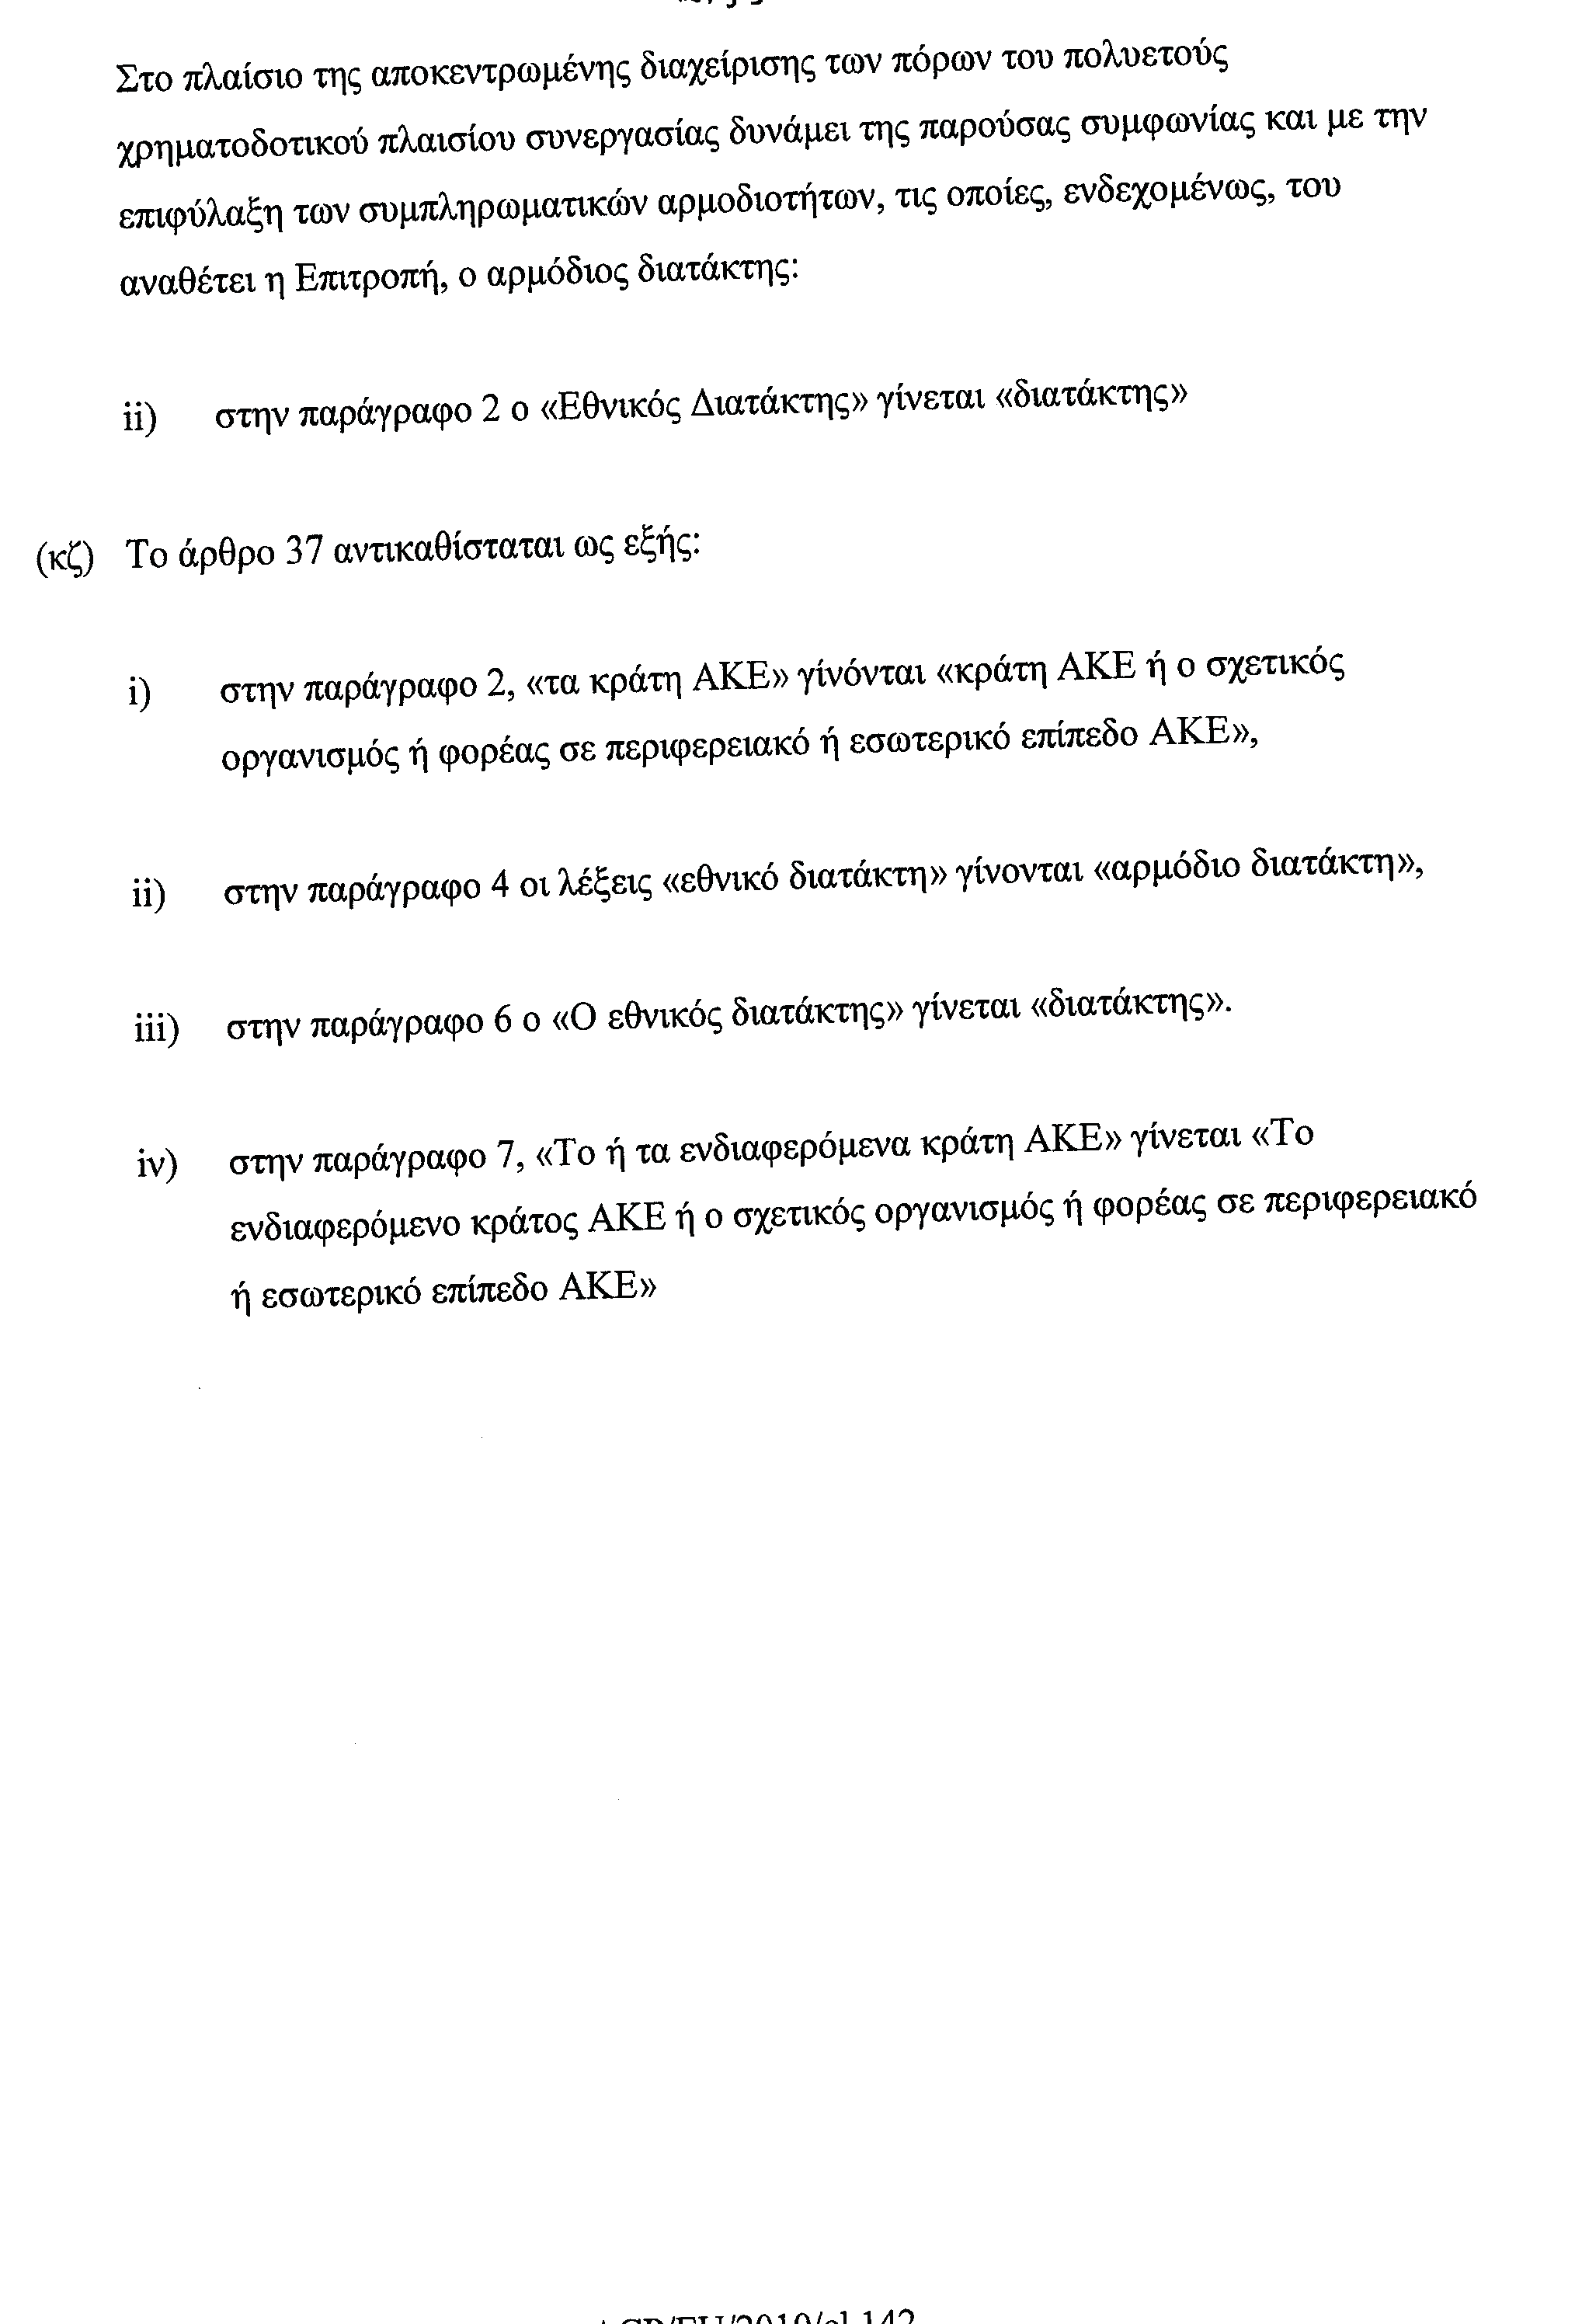 Στο πλαίσιο της αποκεντρωμένης διαχείρισης των πόρων του πολυετούς
χρηματοδοτικού πλαισίου συνεργασίας δυνάμει της παρούσας συμφωνίας και με την
επιφύλαξη των συμπληρωματικών αρμοδιοτήτων, τις οποίες, ενδεχομένως, του
αναθέτει η Επιτροπή, ο αρμόδιος διατάκτης:
ii) στην παράγραφο 2 ο «Εθνικός Διατάκτης» γίνεται «διατάκτης»
(κζ) Το άρθρο 37 αντικαθίσταται ως εξής:
i) στην παράγραφο 2, «τα κράτη ΑΚΕ» γίνόνται «κράτη ΑΚΕ ή ο σχετικός
οργανισμός ή φορέας σε περιφερειακό ή εσωτερικό επίπεδο ΑΚΕ»,
ii) στην παράγραφο 4 οι λέξεις «εθνικό διατάκτη» γίνονται «αρμόδιο διατάκτη»,
iii) στην παράγραφο 6 ο «Ο εθνικός διατάκτης» γίνεται «διατάκτης».
iv) στην παράγραφο 7, «Το ή τα ενδιαφερόμενα κράτη ΑΚΕ» γίνεται «Το
ενδιαφερόμενο κράτος ΑΚΕ ή ο σχετικός οργανισμός ή φορέας σε περιφερειακό
ή εσωτερικό επίπεδο ΑΚΕ»
ACP/EU/2010/el 142